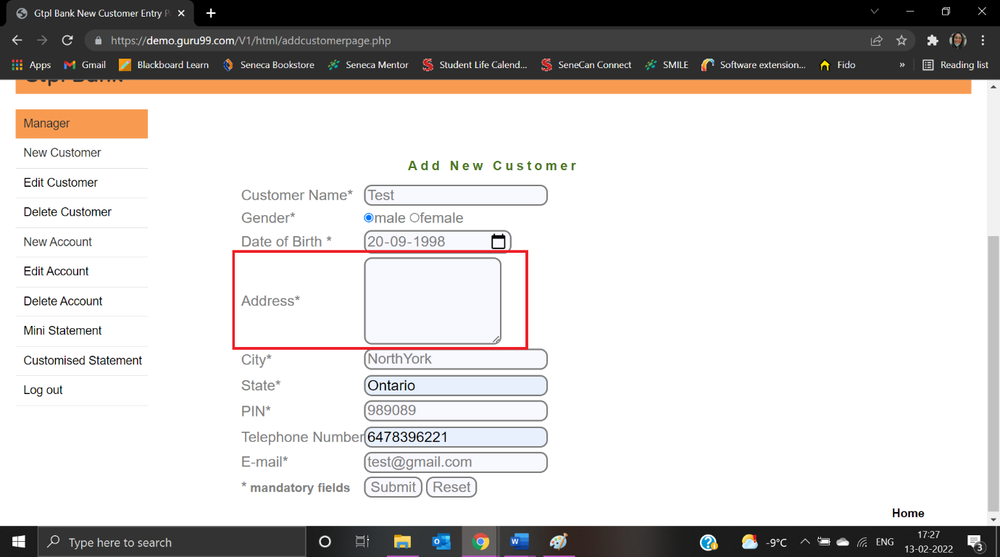 Gtpl Bank New Customer Entry P
https://demo.guru99.com/V1/html/addcustomerpage.php
Apps Gmail Blackboard Learn Seneca Bookstore Seneca Mentor Student Life Calend... SeneCan Connect SMILE Software extension... Fido » Reading list
Gtpl Bank
Manager
New Customer
Edit Customer
Delete Customer
New Account
Edit Account
Delete Account
Mini Statement
Customised Statement
Log out
Add New Customer
Customer Name* Test
Gender* male female
Date of Birth * 20-09-1998
Address*
City* NorthYork
State* Ontario
PIN* 989089
Telephone Number 6478396221
E-mail* test@gmail.com
* mandatory fields Submit Reset
Home
Type here to search
-9°C ENG 17:27
13-02-2022
3